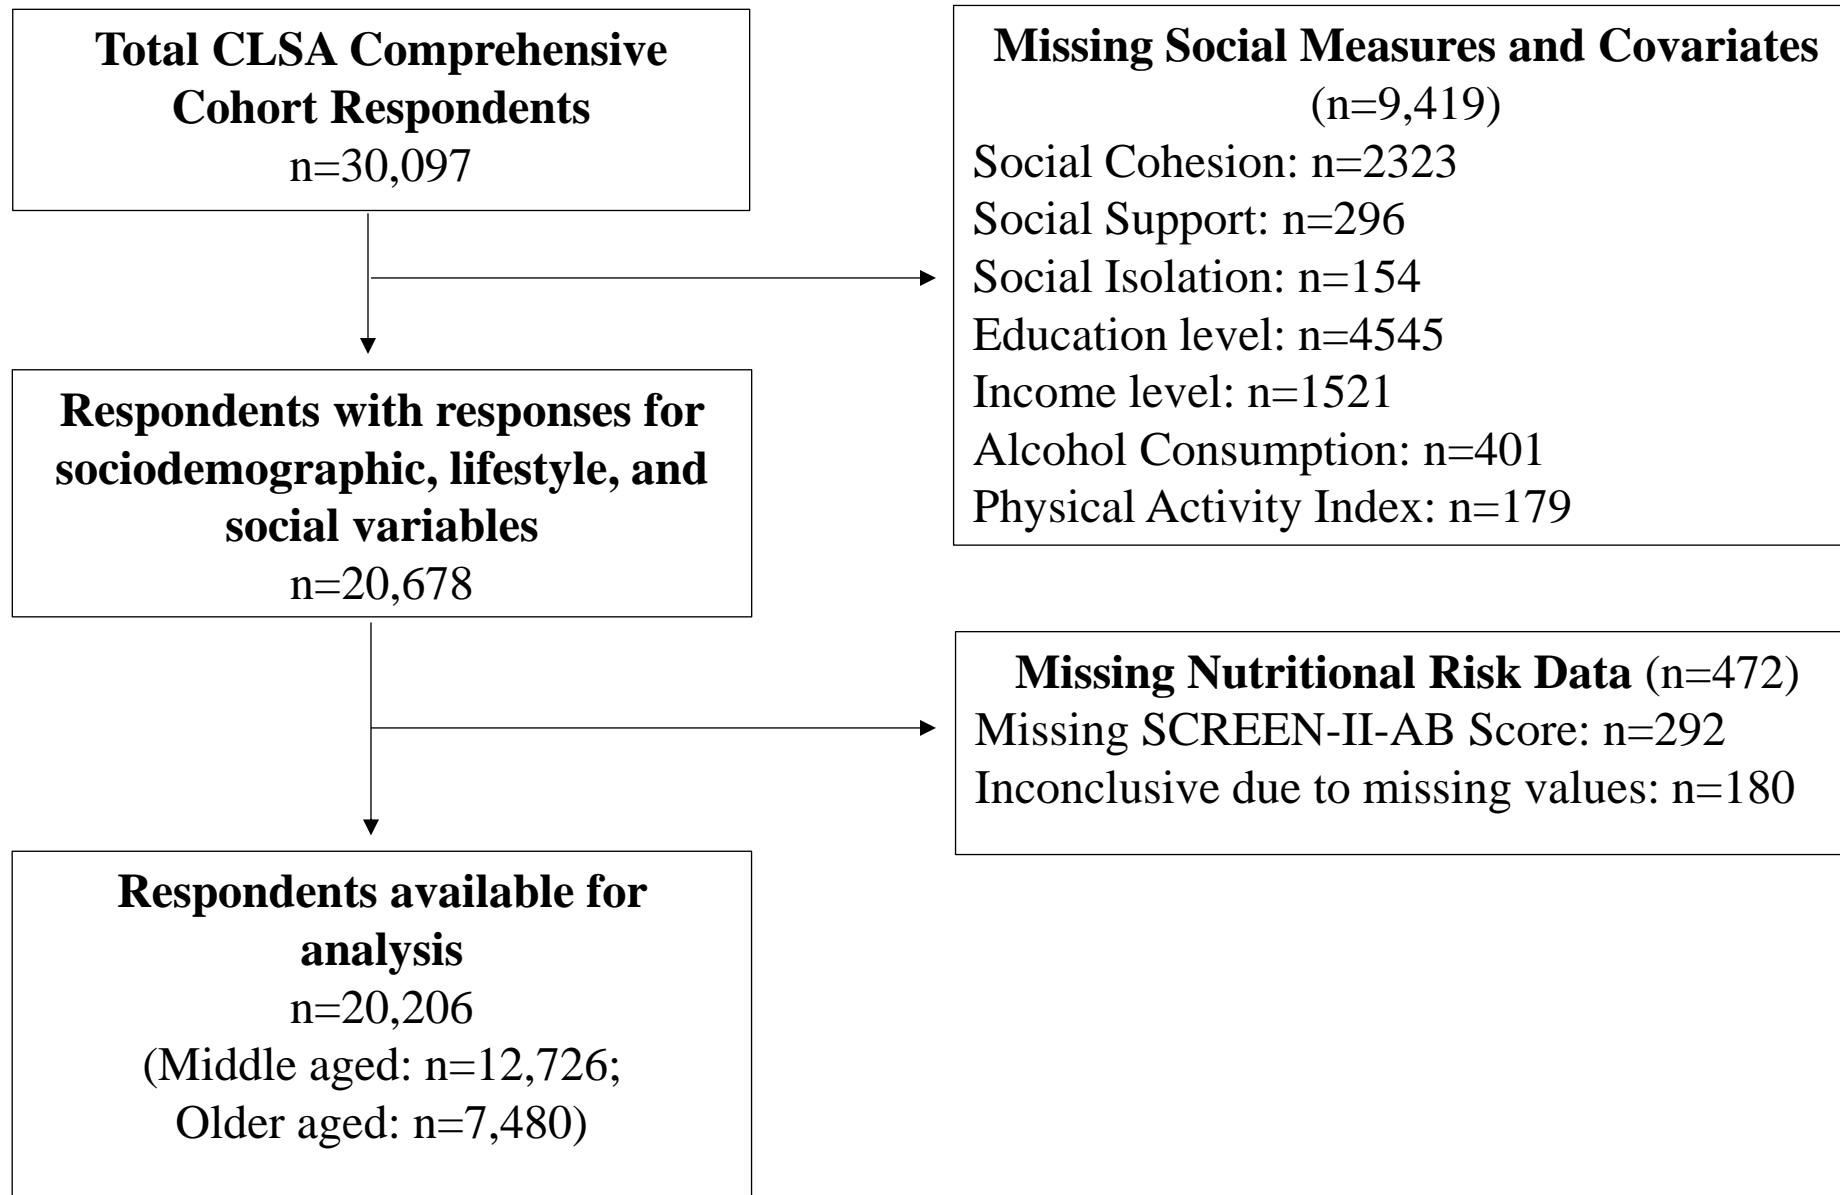 Total CLSA Comprehensive
Cohort Respondents
n=30,097
Missing Social Measures and Covariates
(n=9,419)
Social Cohesion: n=2323
Social Support: n=296
Social Isolation: n=154
Education level: n=4545
Income level: n=1521
Alcohol Consumption: n=401
Physical Activity Index: n=179
Respondents with responses for
sociodemographic, lifestyle, and
social variables
n=20,678
Missing Nutritional Risk Data (n=472)
Missing SCREEN-II-AB Score: n=292
Inconclusive due to missing values: n=180
Respondents available for
analysis
n=20,206
(Middle aged: n=12,726;
Older aged: n=7,480)